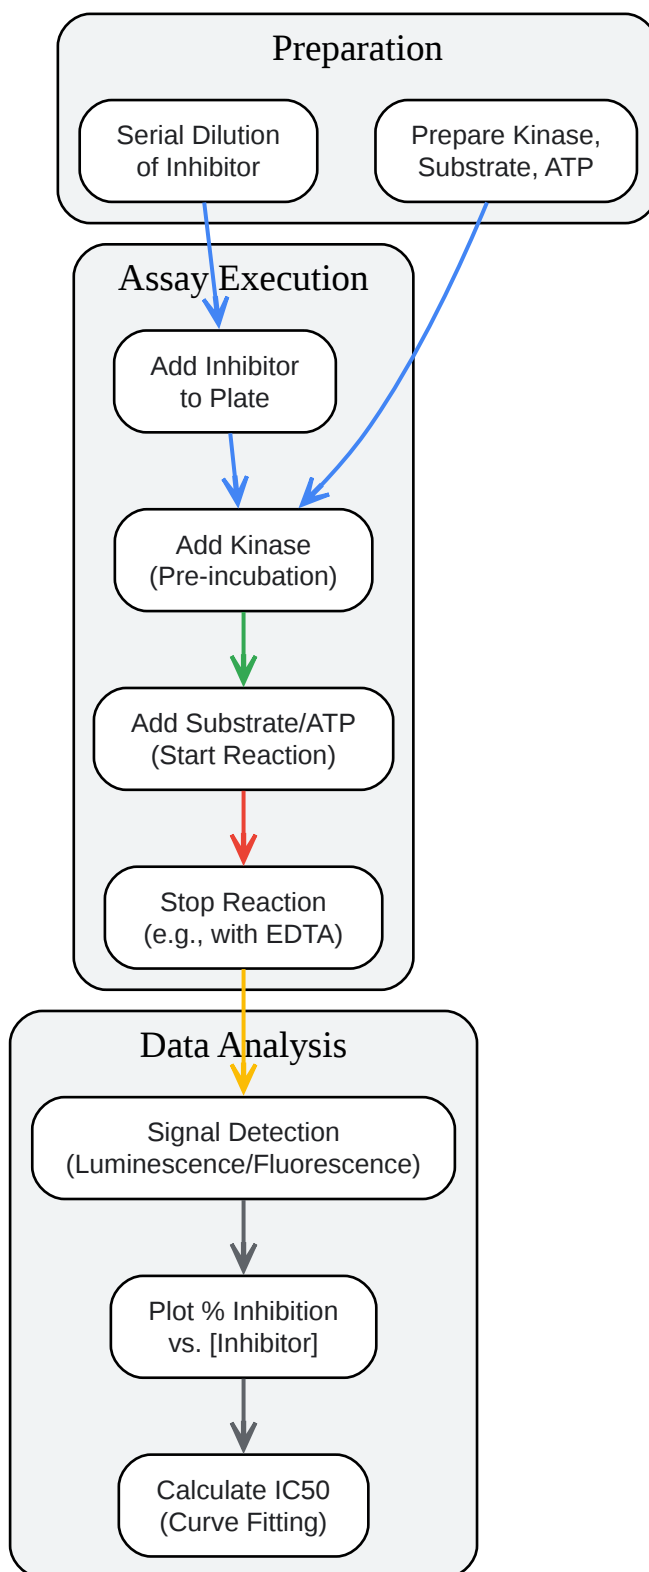 Preparation
Serial Dilution
of Inhibitor
Prepare Kinase,
Substrate, ATP
Assay Execution
Add Inhibitor
to Plate
Add Kinase
(Pre-incubation)
Add Substrate/ATP
(Start Reaction)
Stop Reaction
(e.g., with EDTA)
Data Analysis
Signal Detection
(Luminescence/Fluorescence)
Plot % Inhibition
vs. [Inhibitor]
Calculate IC50
(Curve Fitting)